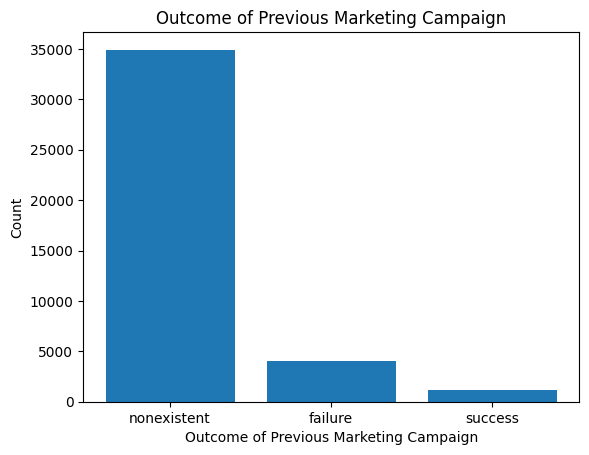 Outcome of Previous Marketing Campaign
35000
30000
25000
20000
15000
10000
5000
0
Count
nonexistent failure success
Outcome of Previous Marketing Campaign